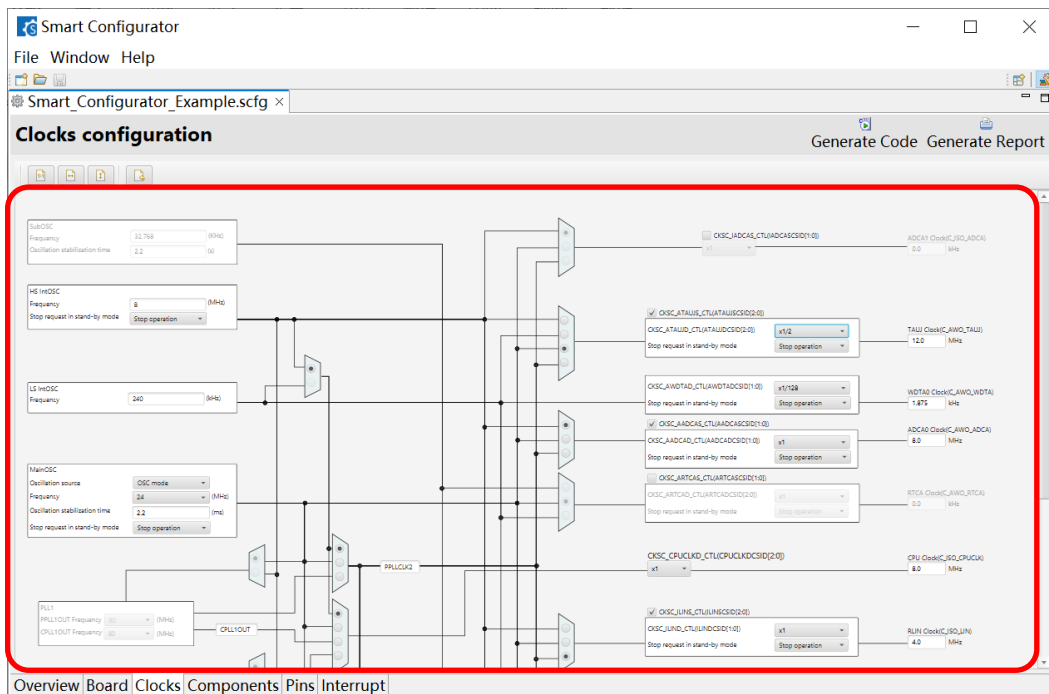 Smart Configurator
File Window Help
Smart_Configurator_Example.scfg
Clocks configuration
Generate Code Generate Report
SubOSC
Frequency 32.768 (KHz)
Oscillation stabilization time 2.2 (s)
HS IntOSC
Frequency 8 (MHz)
Stop request in stand-by mode Stop operation
LS IntOSC
Frequency 240 (kHz)
MainOSC
Oscillation source OSC mode
Frequency 24 (MHz)
Oscillation stabilization time 2.2 (ms)
Stop request in stand-by mode Stop operation
PLL1
PPLL1OUT Frequency 80 (MHz)
CPLL1OUT Frequency 80 (MHz)
CPLL1OUT
PPLLCLK2
CKSC_IADCAS_CTL(IADCASCSID[1:0])
x1
ADCA1 Clock(C_ISO_ADCA)
0.0 kHz
CKSC_ATAUJS_CTL(ATAUJSCSID[2:0])
CKSC_ATAUJD_CTL(ATAUJDCSID[2:0]) x1/2
Stop request in stand-by mode Stop operation
TAUJ Clock(C_AWO_TAUJ)
12.0 MHz
CKSC_AWDTAD_CTL(AWDTADCSID[1:0]) x1/128
Stop request in stand-by mode Stop operation
WDTA0 Clock(C_AWO_WDTA)
1.875 kHz
CKSC_AADCAS_CTL(AADCASCSID[1:0])
CKSC_AADCAD_CTL(AADCADCSID[1:0]) x1
Stop request in stand-by mode Stop operation
ADCA0 Clock(C_AWO_ADCA)
8.0 MHz
CKSC_ARTCAS_CTL(ARTCASCSID[1:0])
CKSC_ARTCAD_CTL(ARTCADCSID[2:0]) x1
Stop request in stand-by mode Stop operation
RTCA Clock(C_AWO_RTCA)
0.0 kHz
CKSC_CPUCLKD_CTL(CPUCLKDCSID[2:0])
x1
CPU Clock(C_ISO_CPUCLK)
8.0 MHz
CKSC_ILINS_CTL(ILINSCSID[2:0])
CKSC_ILIND_CTL(ILINDCSID[1:0]) x1
Stop request in stand-by mode Stop operation
RLIN Clock(C_ISO_LIN)
4.0 MHz
Overview Board Clocks Components Pins Interrupt